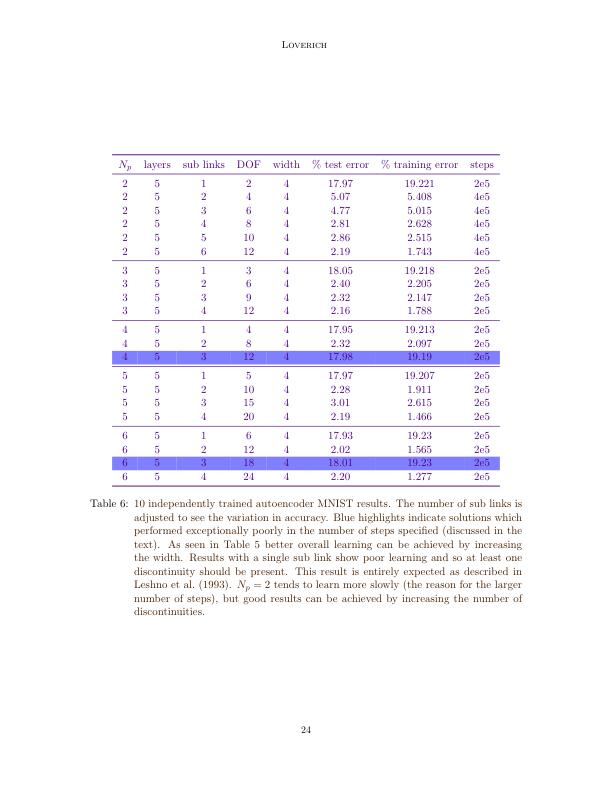 Loverich
Np layers sub links DOF width % test error % training error steps
2 5 1 2 4 17.97 19.221 2e5
2 5 2 4 4 5.07 5.408 4e5
2 5 3 6 4 4.77 5.015 4e5
2 5 4 8 4 2.81 2.628 4e5
2 5 5 10 4 2.86 2.515 4e5
2 5 6 12 4 2.19 1.743 4e5
3 5 1 3 4 18.05 19.218 2e5
3 5 2 6 4 2.40 2.205 2e5
3 5 3 9 4 2.32 2.147 2e5
3 5 4 12 4 2.16 1.788 2e5
4 5 1 4 4 17.95 19.213 2e5
4 5 2 8 4 2.32 2.097 2e5
4 5 3 12 4 17.98 19.19 2e5
5 5 1 5 4 17.97 19.207 2e5
5 5 2 10 4 2.28 1.911 2e5
5 5 3 15 4 3.01 2.615 2e5
5 5 4 20 4 2.19 1.466 2e5
6 5 1 6 4 17.93 19.23 2e5
6 5 2 12 4 2.02 1.565 2e5
6 5 3 18 4 18.01 19.23 2e5
6 5 4 24 4 2.20 1.277 2e5
Table 6: 10 independently trained autoencoder MNIST results. The number of sub links is
adjusted to see the variation in accuracy. Blue highlights indicate solutions which
performed exceptionally poorly in the number of steps specified (discussed in the
text). As seen in Table 5 better overall learning can be achieved by increasing
the width. Results with a single sub link show poor learning and so at least one
discontinuity should be present. This result is entirely expected as described in
Leshno et al. (1993). Np = 2 tends to learn more slowly (the reason for the larger
number of steps), but good results can be achieved by increasing the number of
discontinuities.
24